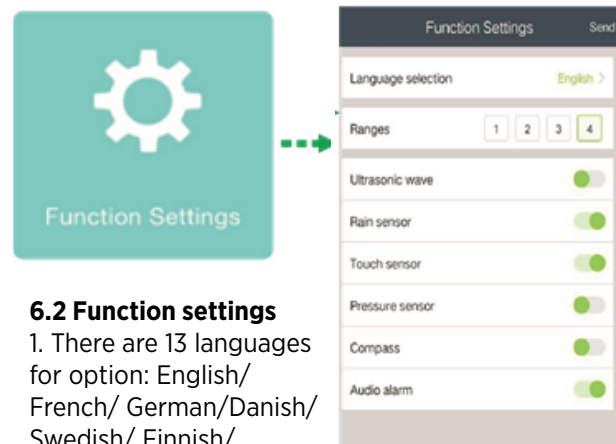 Function Settings
6.2 Function settings
1. There are 13 languages
for option: English/
French/ German/Danish/
Swedish/ Finnish/
Function Settings Send
Language selection English >
Ranges 1 2 3 4
Ultrasonic wave
Rain sensor
Touch sensor
Pressure sensor
Compass
Audio alarm